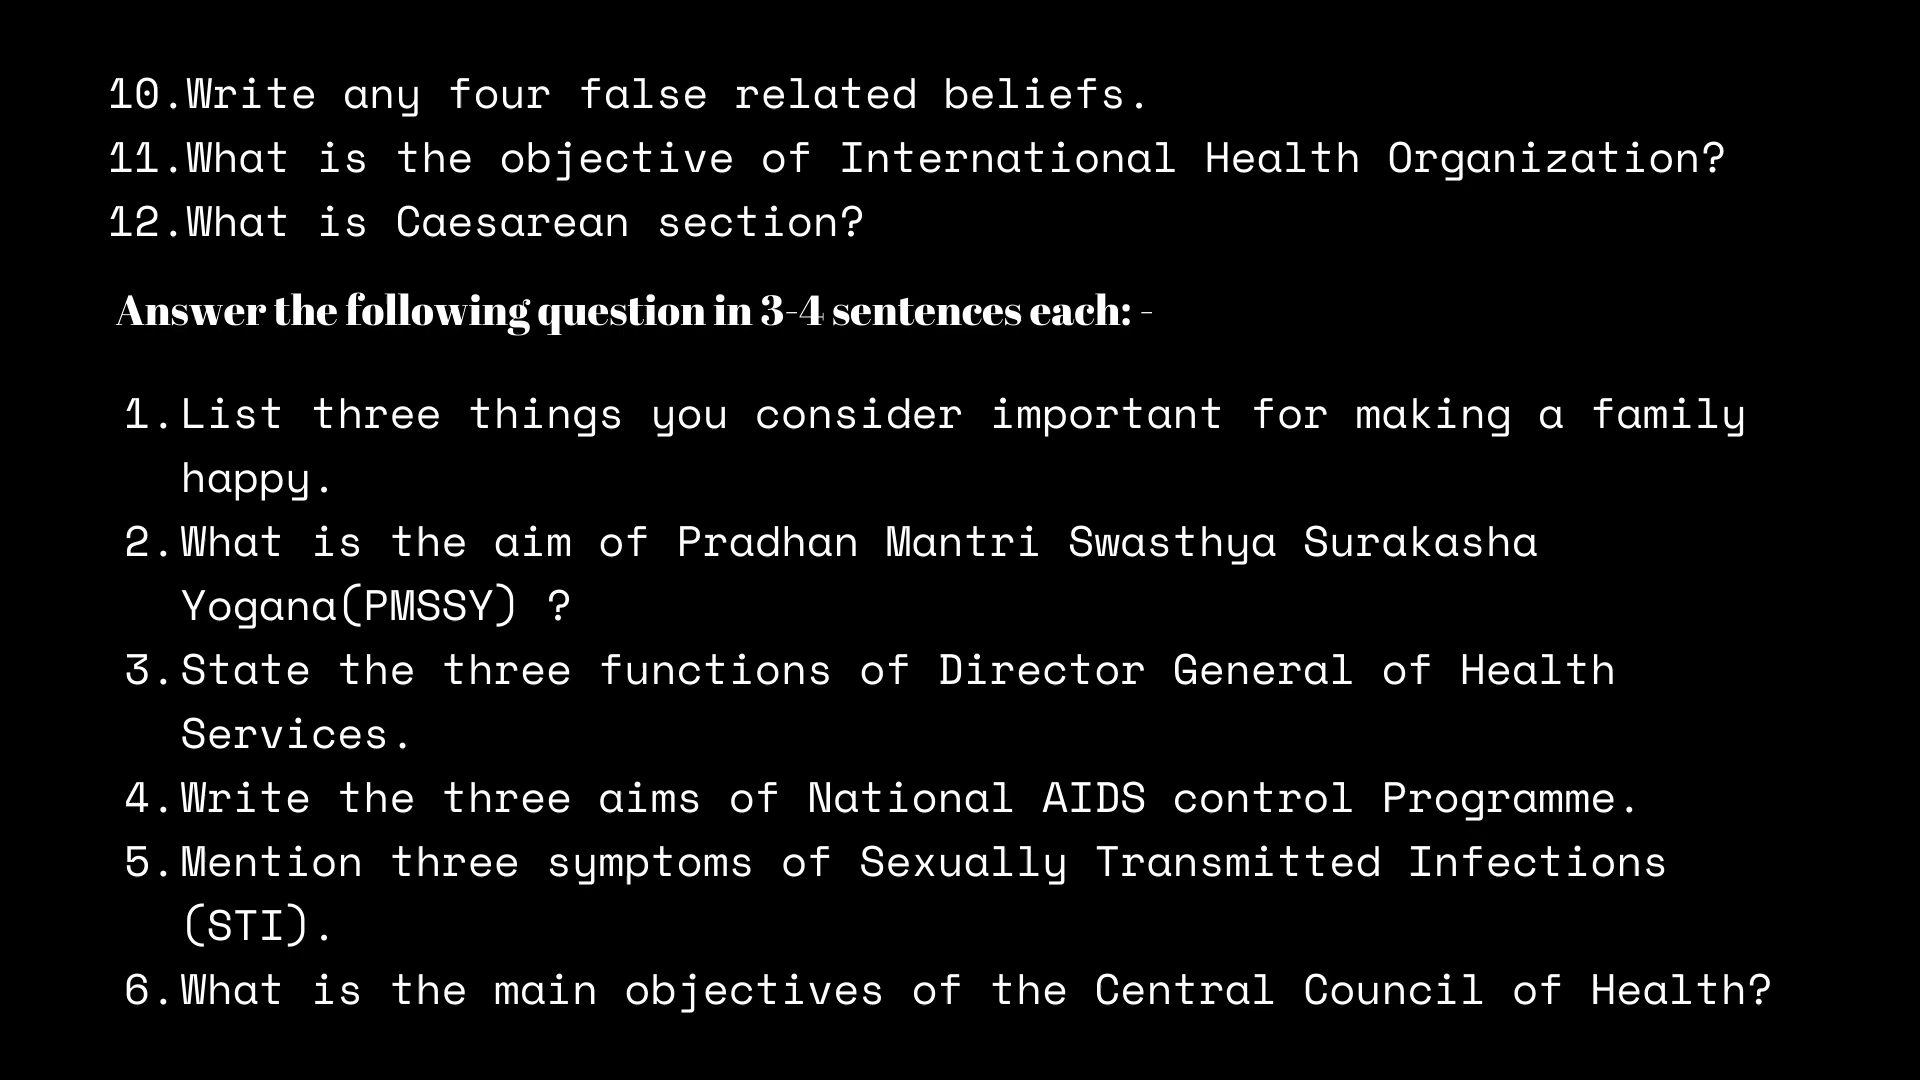 10.Write any four false related beliefs.
11.What is the objective of International Health Organization?
12.What is Caesarean section?
Answer the following question in 3-4 sentences each: -
1.List three things you consider important for making a family
happy.
2.What is the aim of Pradhan Mantri Swasthya Surakasha
Yogana(PMSSY) ?
3.State the three functions of Director General of Health
Services.
4.Write the three aims of National AIDS control Programme.
5.Mention three symptoms of Sexually Transmitted Infections
(STI).
6.What is the main objectives of the Central Council of Health?